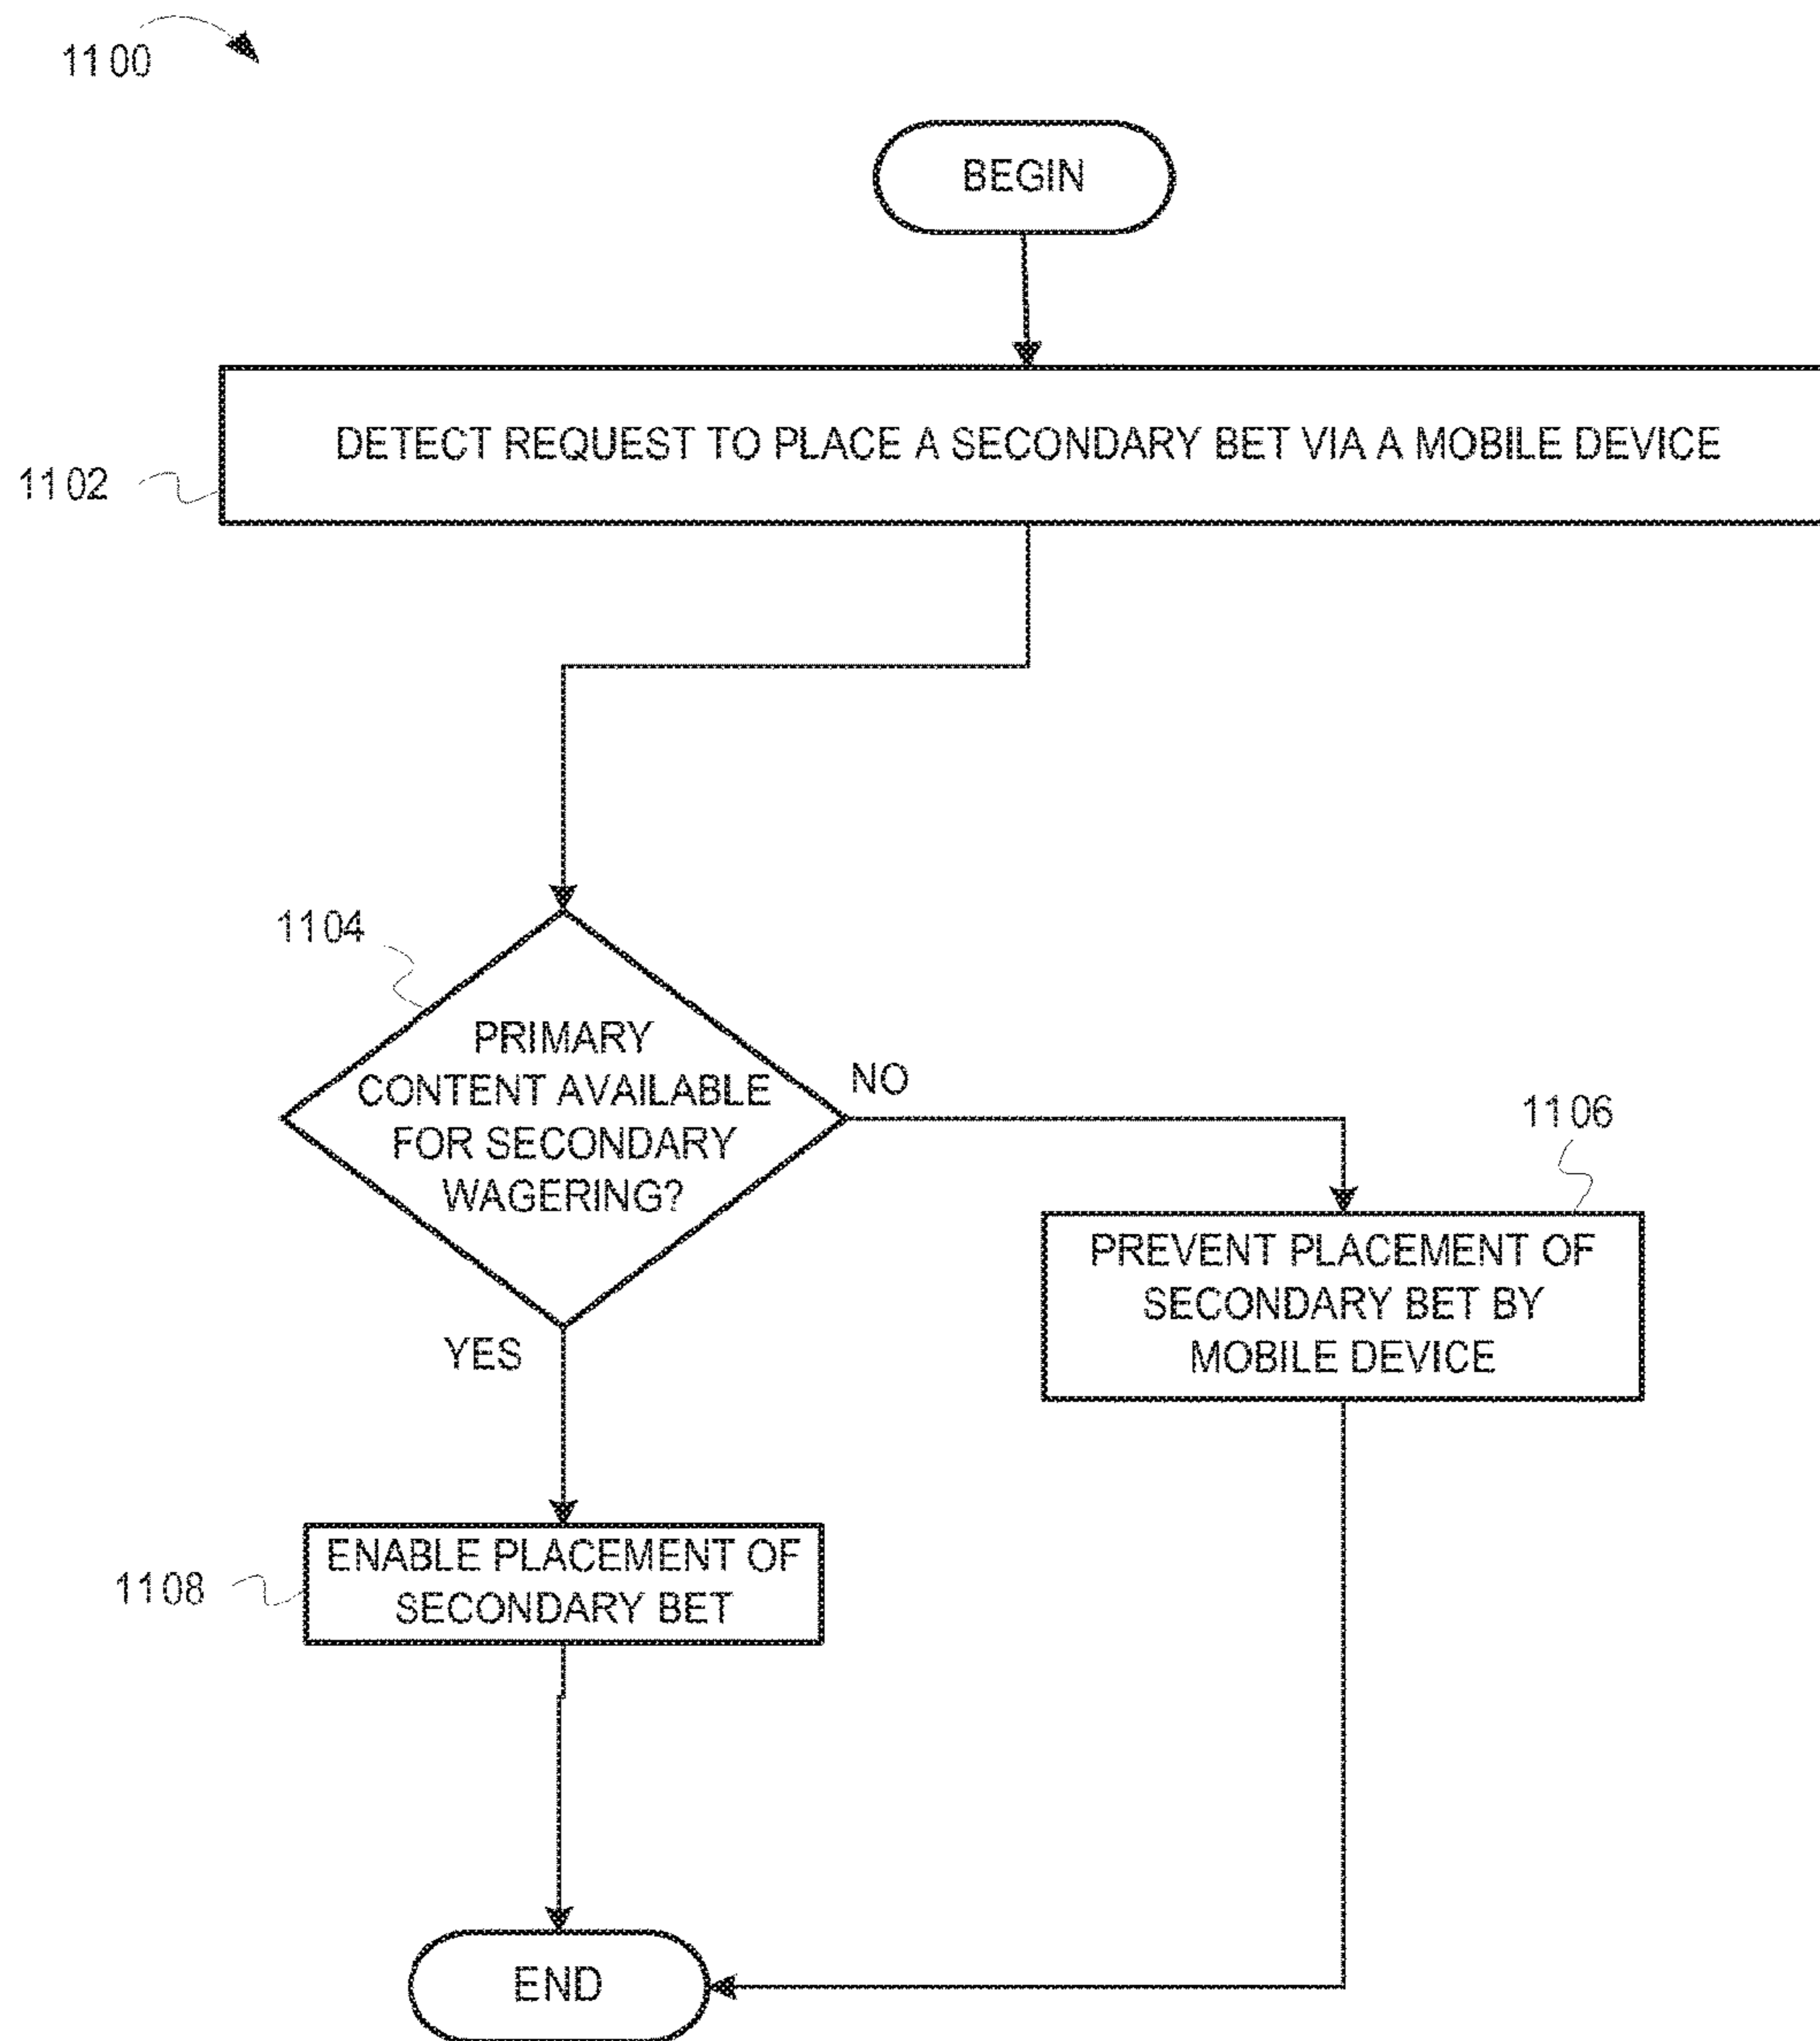 1100
BEGIN
DETECT REQUEST TO PLACE A SECONDARY BET VIA A MOBILE DEVICE
1102
1104
PRIMARY
CONTENT AVAILABLE
FOR SECONDARY
WAGERING?
NO
1106
PREVENT PLACEMENT OF
SECONDARY BET BY
MOBILE DEVICE
YES
1108
ENABLE PLACEMENT OF
SECONDARY BET
END